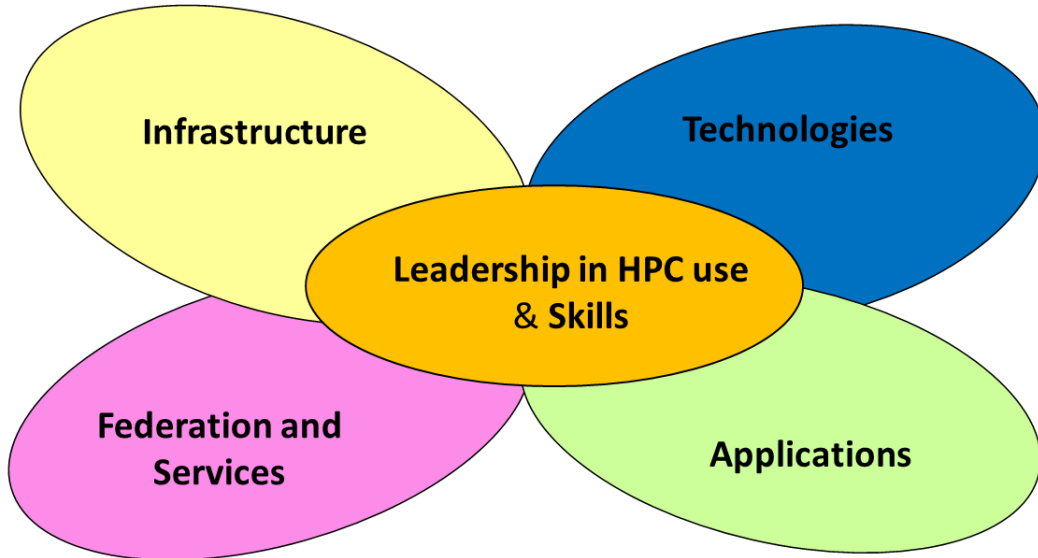 Infrastructure
Technologies
Leadership in HPC use
& Skills
Federation and
Services
Applications